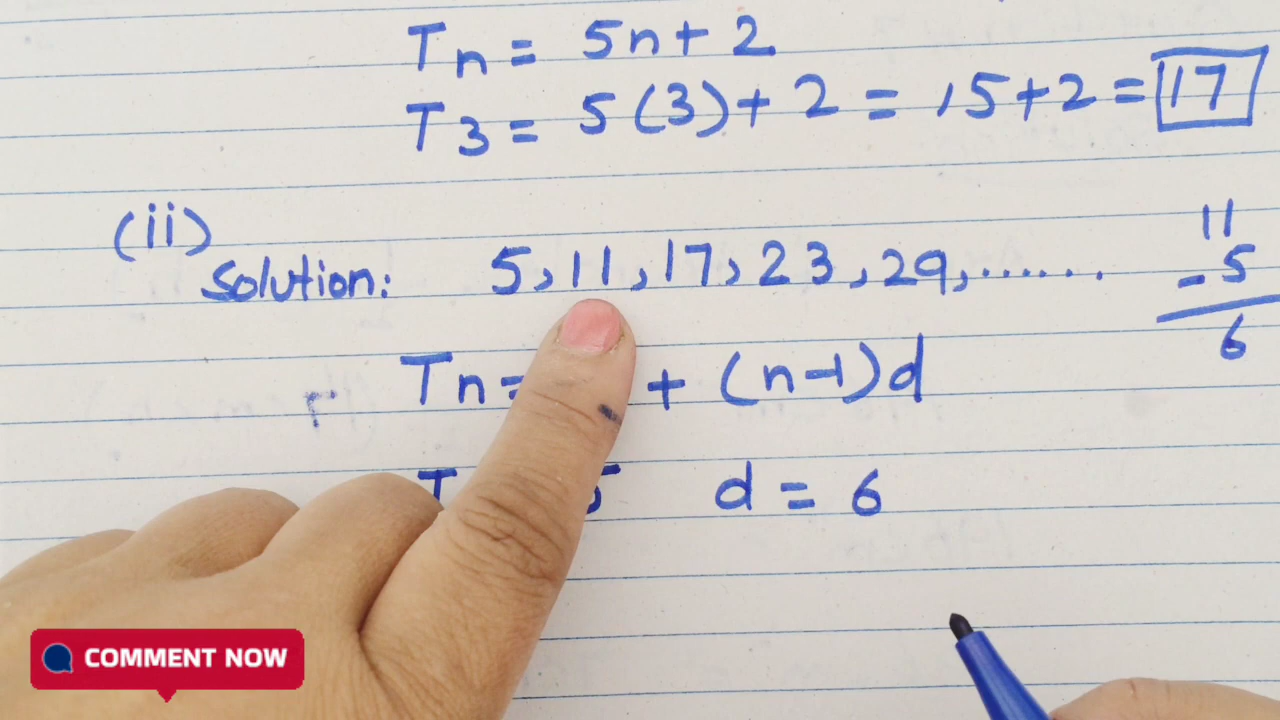 Tn = 5n + 2
T3 = 5(3) + 2 = 15 + 2 = 17
(ii)
Solution: 5, 11, 17, 23, 29, ......
11
- 5
6
Tn = + (n-1)d
T 5 d = 6
COMMENT NOW